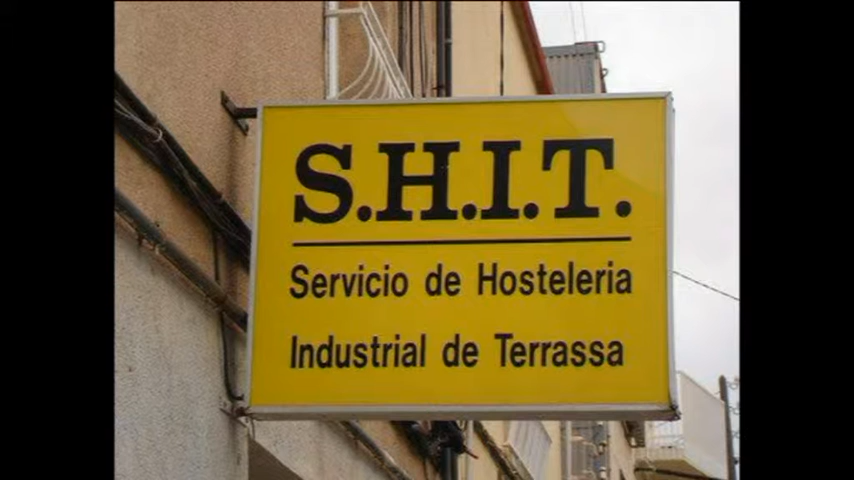 S.H.I.T.
Servicio de Hosteleria
Industrial de Terrassa